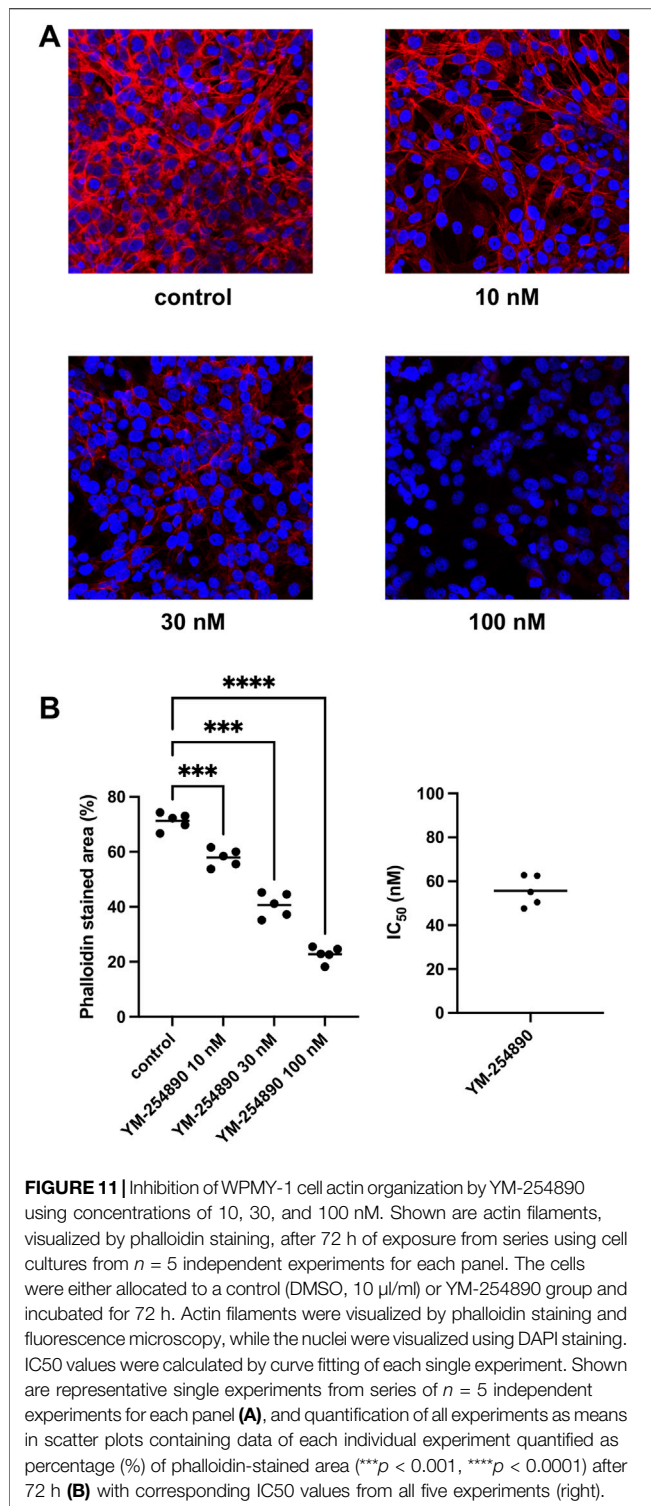 A
control
10 nM
30 nM
100 nM
B
****
***
***
Phalloidin stained area (%)
80
60
40
20
0
control
YM-254890 10 nM
YM-254890 30 nM
YM-254890 100 nM
IC50 (nM)
100
80
60
40
20
0
YM-254890
FIGURE 11 | Inhibition of WPMY-1 cell actin organization by YM-254890
using concentrations of 10, 30, and 100 nM. Shown are actin filaments,
visualized by phalloidin staining, after 72 h of exposure from series using cell
cultures from n = 5 independent experiments for each panel. The cells
were either allocated to a control (DMSO, 10 µl/ml) or YM-254890 group and
incubated for 72 h. Actin filaments were visualized by phalloidin staining and
fluorescence microscopy, while the nuclei were visualized using DAPI staining.
IC50 values were calculated by curve fitting of each single experiment. Shown
are representative single experiments from series of n = 5 independent
experiments for each panel (A), and quantification of all experiments as means
in scatter plots containing data of each individual experiment quantified as
percentage (%) of phalloidin-stained area (***p < 0.001, ****p < 0.0001) after
72 h (B) with corresponding IC50 values from all five experiments (right).